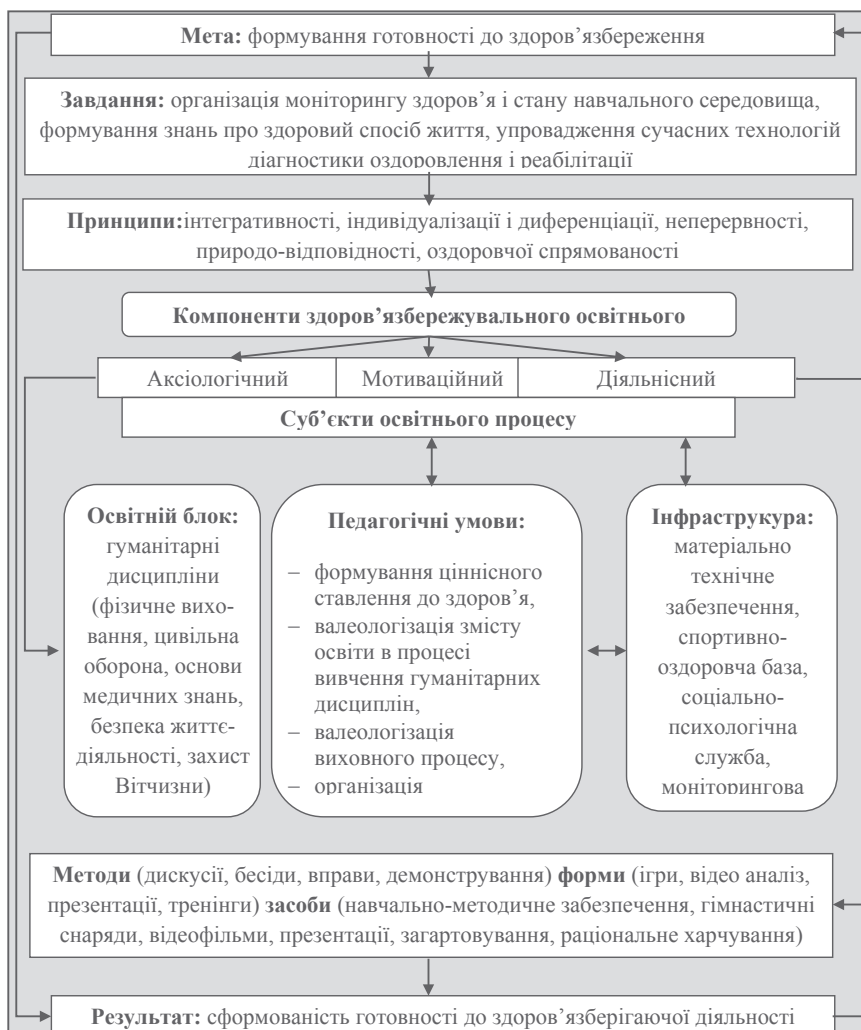 Мета: формування готовності до здоров’язбереження
Завдання: організація моніторингу здоров’я і стану навчального середовища,
формування знань про здоровий спосіб життя, упровадження сучасних технологій
діагностики оздоровлення і реабілітації
Принципи:інтегративності, індивідуалізації і диференціації, неперервності,
природо-відповідності, оздоровчої спрямованості
Компоненти здоров’язбережувального освітнього
Аксіологічний Мотиваційний Діяльнісний
Суб’єкти освітнього процесу
Освітній блок:
гуманітарні
дисципліни
(фізичне вихо-
вання, цивільна
оборона, основи
медичних знань,
безпека життє-
діяльності, захист
Вітчизни)
Педагогічні умови:
– формування ціннісного
ставлення до здоров’я,
– валеологізація змісту
освіти в процесі
вивчення гуманітарних
дисциплін,
– валеологізація
виховного процесу,
– організація
Інфраструкура:
матеріально
технічне
забезпечення,
спортивно-
оздоровча база,
соціально-
психологічна
служба,
моніторингова
Методи (дискусії, бесіди, вправи, демонстрування) форми (ігри, відео аналіз,
презентації, тренінги) засоби (навчально-методичне забезпечення, гімнастичні
снаряди, відеофільми, презентації, загартовування, раціональне харчування)
Результат: сформованість готовності до здоров’язберігаючої діяльності